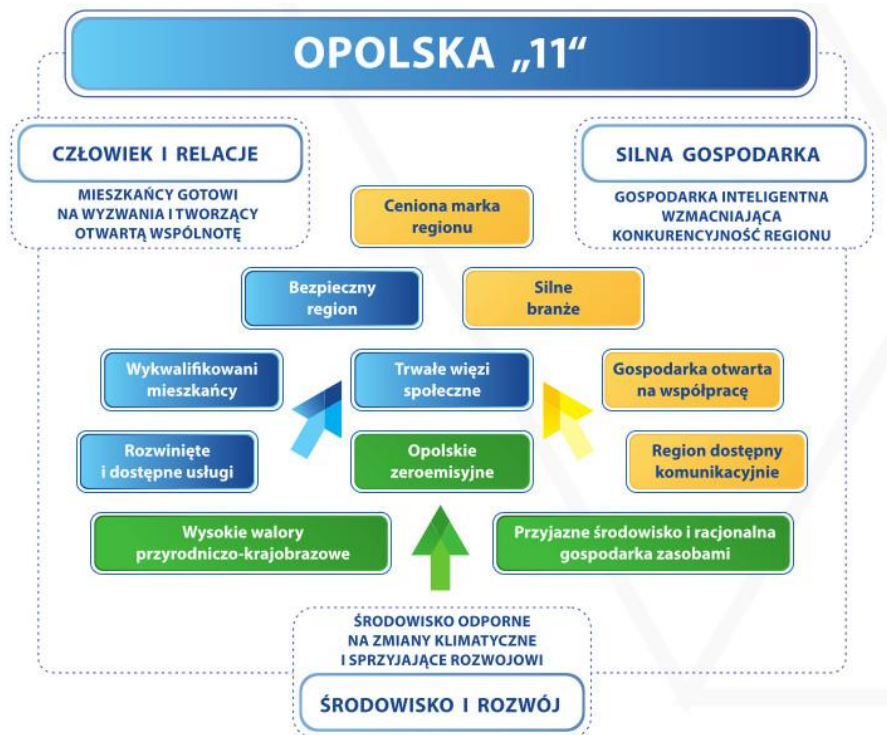 OPOLSKA „11“
CZŁOWIEK I RELACJE
MIESZKAŃCY GOTOWI
NA WYZWANIA I TWORZĄCY
OTWARTĄ WSPÓLNOTĘ
SILNA GOSPODARKA
GOSPODARKA INTELIGENTNA
WZMACNIAJĄCA
KONKURENCYJNOŚĆ REGIONU
Ceniona marka
regionu
Bezpieczny
region
Silne
branże
Wykwalifikowani
mieszkańcy
Trwałe więzi
społeczne
Gospodarka otwarta
na współpracę
Rozwinięte
i dostępne usługi
Opolskie
zeroemisyjne
Region dostępny
komunikacyjnie
Wysokie walory
przyrodniczo-krajobrazowe
Przyjazne środowisko i racjonalna
gospodarka zasobami
ŚRODOWISKO ODPORNE
NA ZMIANY KLIMATYCZNE
I SPRZYJAJĄCE ROZWOJOWI
ŚRODOWISKO I ROZWÓJ